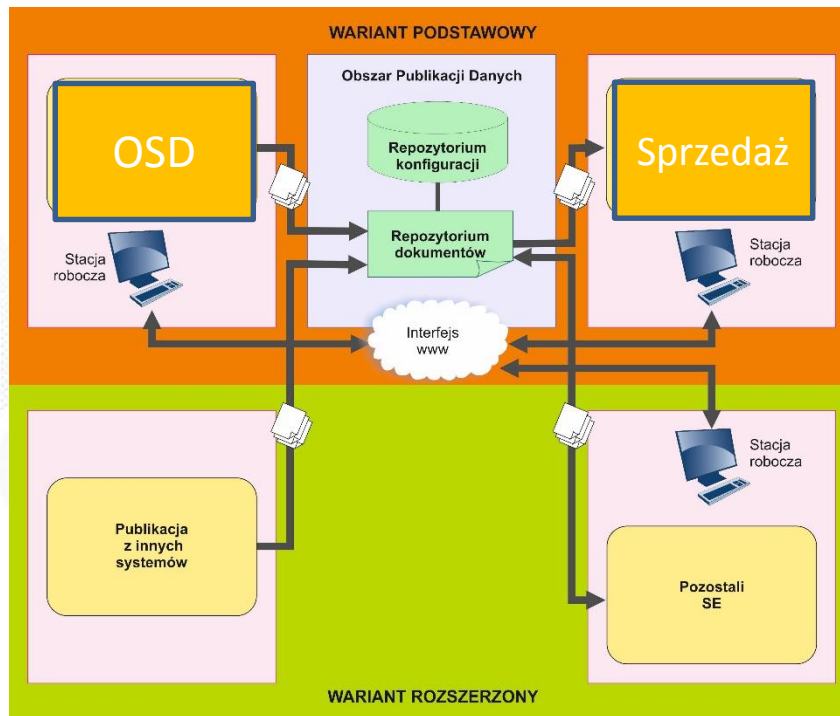 WARIANT PODSTAWOWY
OSD
Stacja
robocza
Obszar Publikacji Danych
Repozytorium
konfiguracji
Repozytorium
dokumentów
Interfejs
www
Sprzedaż
Stacja
robocza
Publikacja
z innych
systemów
Stacja
robocza
Pozostali
SE
WARIANT ROZSZERZONY